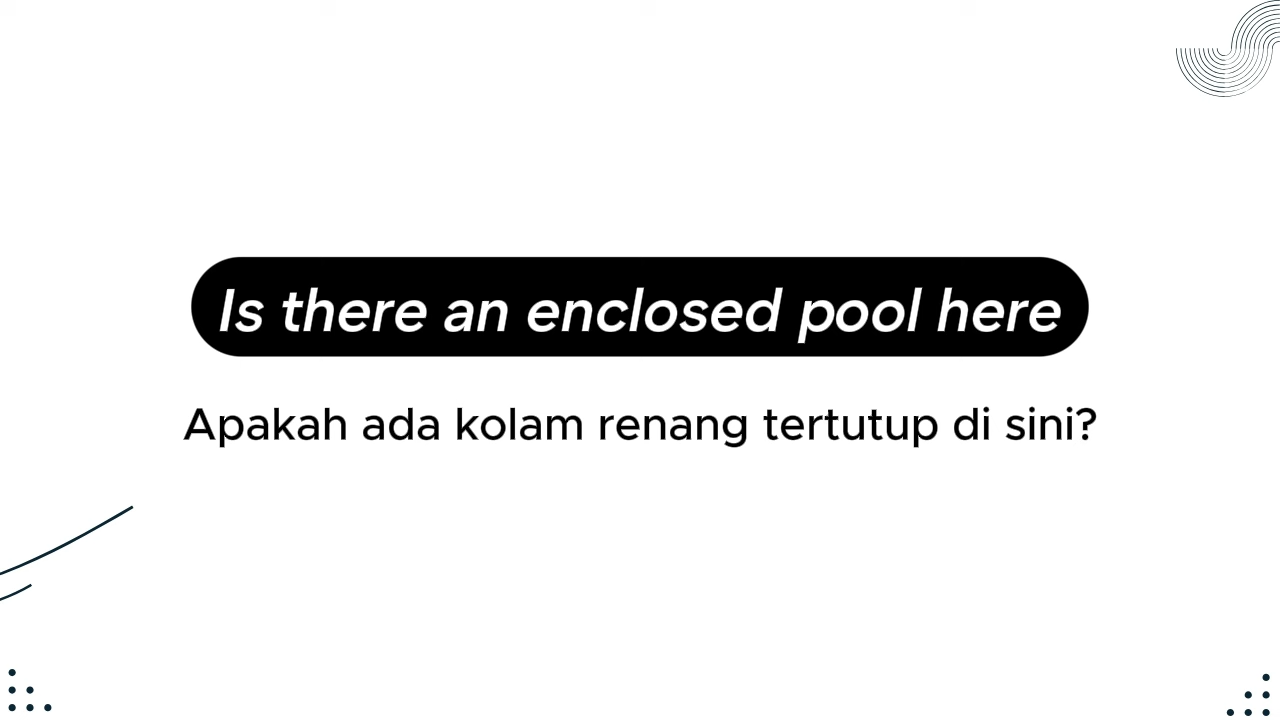 Is there an enclosed pool here
Apakah ada kolam renang tertutup di sini?